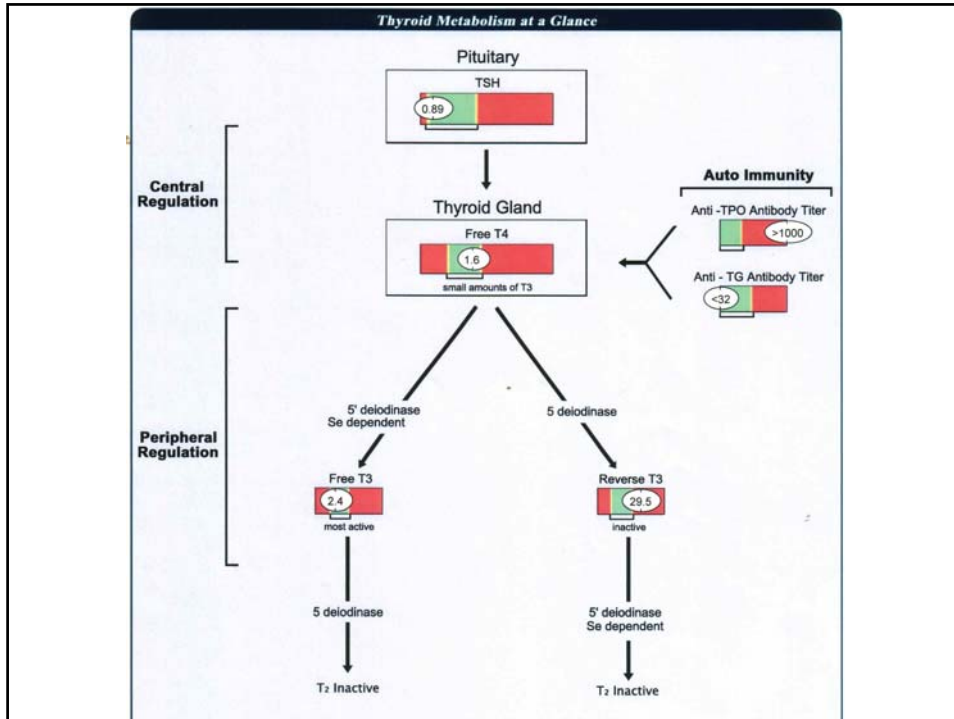 Thyroid Metabolism at a Glance
Pituitary
TSH
0.89
Central
Regulation
Auto Immunity
Anti -TPO Antibody Titer
>1000
Thyroid Gland
Free T4
1.6
small amounts of T3
Anti - TG Antibody Titer
<32
5' deiodinase
Se dependent
5 deiodinase
Peripheral
Regulation
Free T3
2.4
most active
Reverse T3
29.5
inactive
5 deiodinase
5' deiodinase
Se dependent
T₂ Inactive
T₂ Inactive